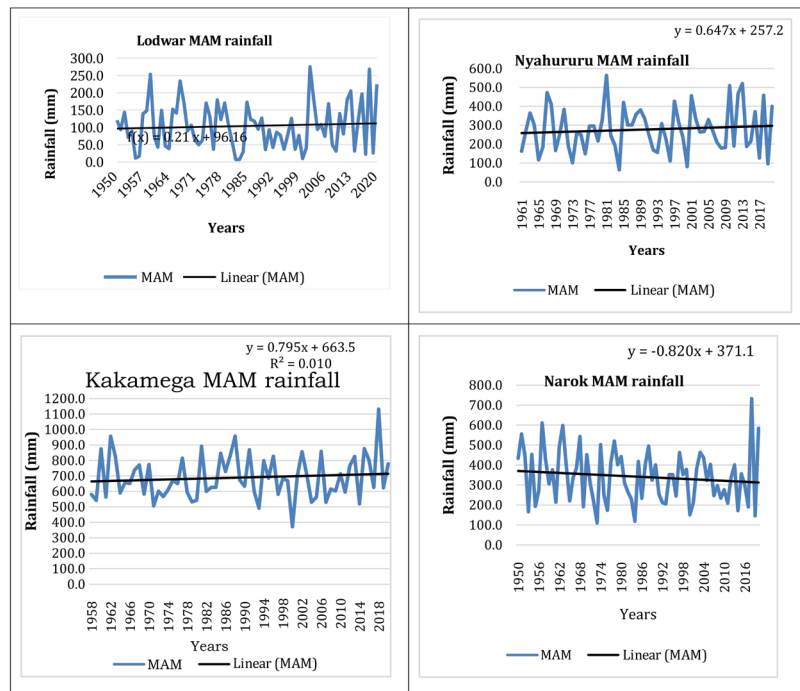 Lodwar MAM rainfall
300.0
250.0
200.0
150.0
100.0
50.0
0.0
Rainfall (mm)
f(x) = 0.21 x + 96.16
1950 1957 1964 1971 1978 1985 1992 1999 2006 2013 2020
Years
MAM Linear (MAM)
y = 0.647x + 257.2
Nyahururu MAM rainfall
600.0
500.0
400.0
300.0
200.0
100.0
0.0
Rainfall (mm)
1961 1965 1969 1973 1977 1981 1985 1989 1993 1997 2001 2005 2009 2013 2017
Years
MAM Linear (MAM)
y = 0.795x + 663.5
R² = 0.010
Kakamega MAM rainfall
1200.0
1100.0
1000.0
900.0
800.0
700.0
600.0
500.0
400.0
300.0
200.0
100.0
0.0
Rainfall (mm)
1958 1962 1966 1970 1974 1978 1982 1986 1990 1994 1998 2002 2006 2010 2014 2018
Years
MAM Linear (MAM)
y = -0.820x + 371.1
Narok MAM rainfall
800.0
700.0
600.0
500.0
400.0
300.0
200.0
100.0
0.0
Rainfall (mm)
1950 1956 1962 1968 1974 1980 1986 1992 1998 2004 2010 2016
Years
MAM Linear (MAM)